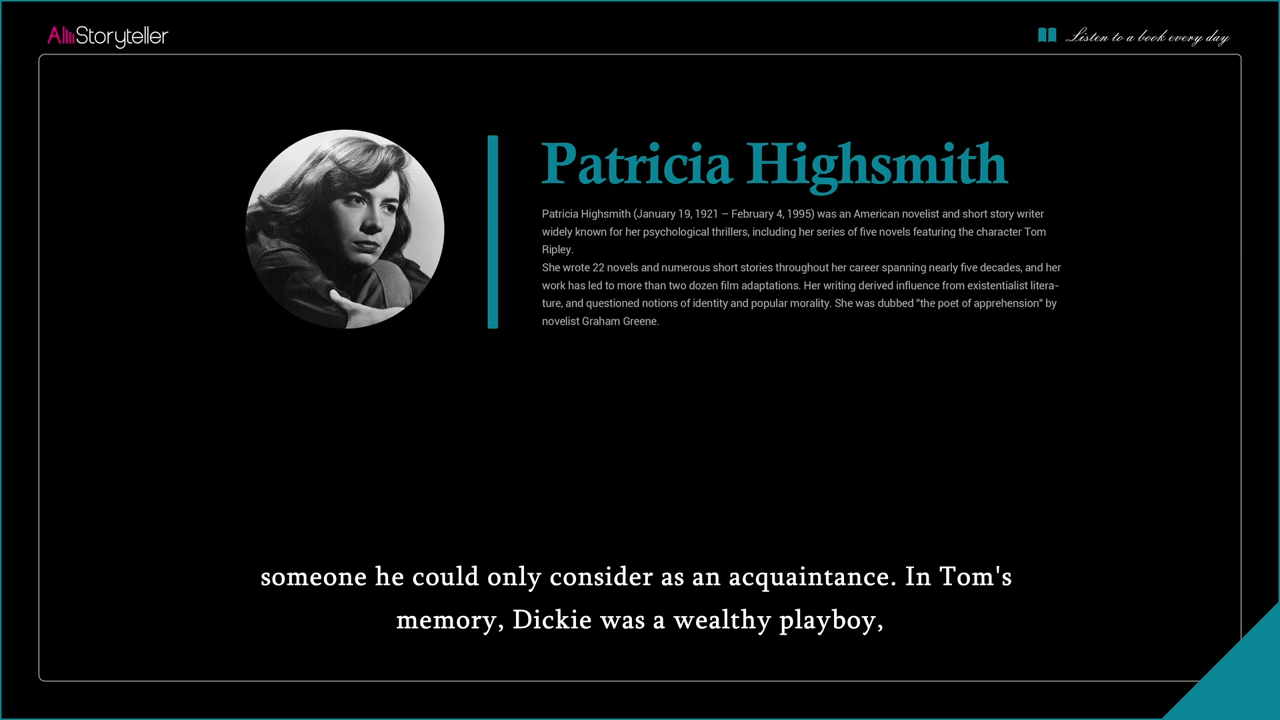 AllStoryteller
Listen to a book every day
Patricia Highsmith
Patricia Highsmith (January 19, 1921 – February 4, 1995) was an American novelist and short story writer
widely known for her psychological thrillers, including her series of five novels featuring the character Tom
Ripley.
She wrote 22 novels and numerous short stories throughout her career spanning nearly five decades, and her
work has led to more than two dozen film adaptations. Her writing derived influence from existentialist litera-
ture, and questioned notions of identity and popular morality. She was dubbed "the poet of apprehension" by
novelist Graham Greene.
someone he could only consider as an acquaintance. In Tom's
memory, Dickie was a wealthy playboy,